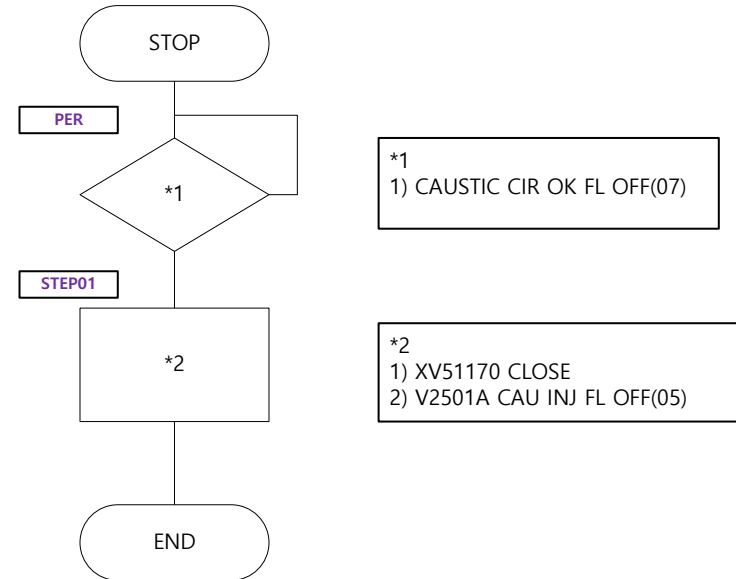 STOP
PER
*1
*1
1) CAUSTIC CIR OK FL OFF(07)
STEP01
*2
*2
1) XV51170 CLOSE
2) V2501A CAU INJ FL OFF(05)
END